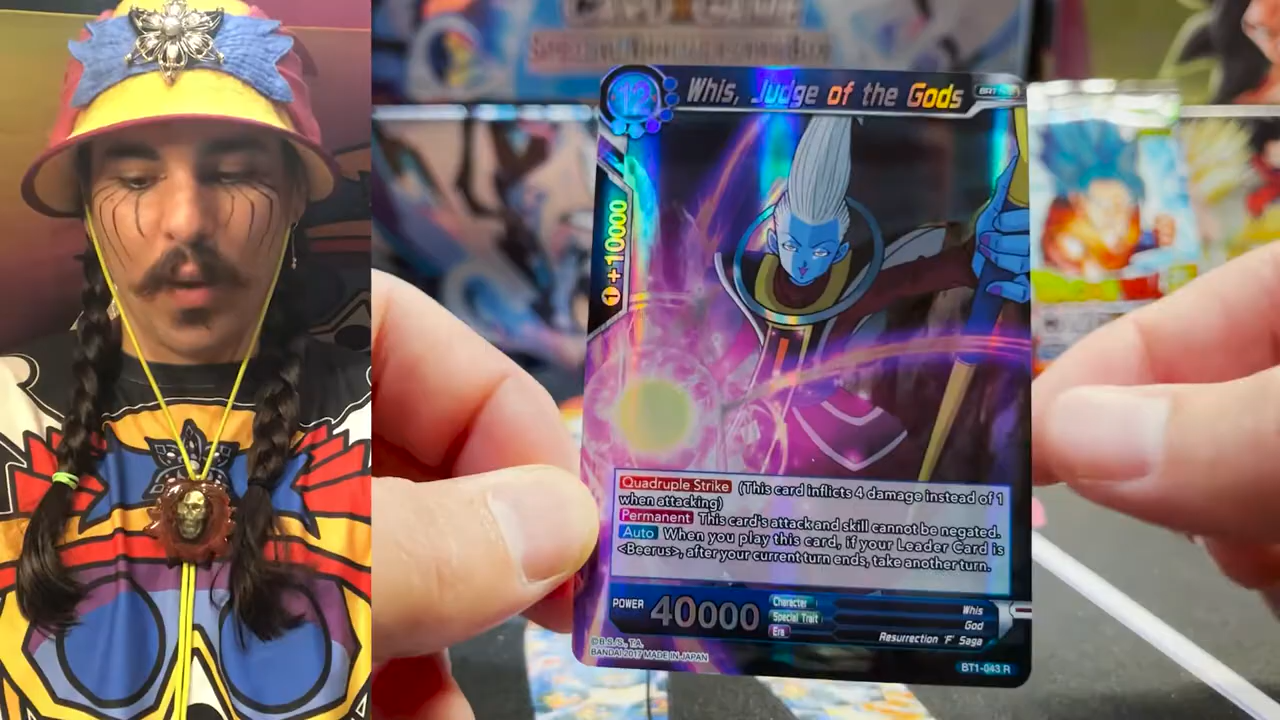 12
Whis, Judge of the Gods
BR1
1 +10000
Quadruple Strike (This card inflicts 4 damage instead of 1
when attacking)
Permanent This card's attack and skill cannot be negated.
Auto When you play this card, if your Leader Card is
<Beerus>, after your current turn ends, take another turn.
POWER 40000
Character Whis
Special Trait God
Era Resurrection 'F' Saga
©B.S./S., T.A.
BANDAI 2017 MADE IN JAPAN
BT1-043 R